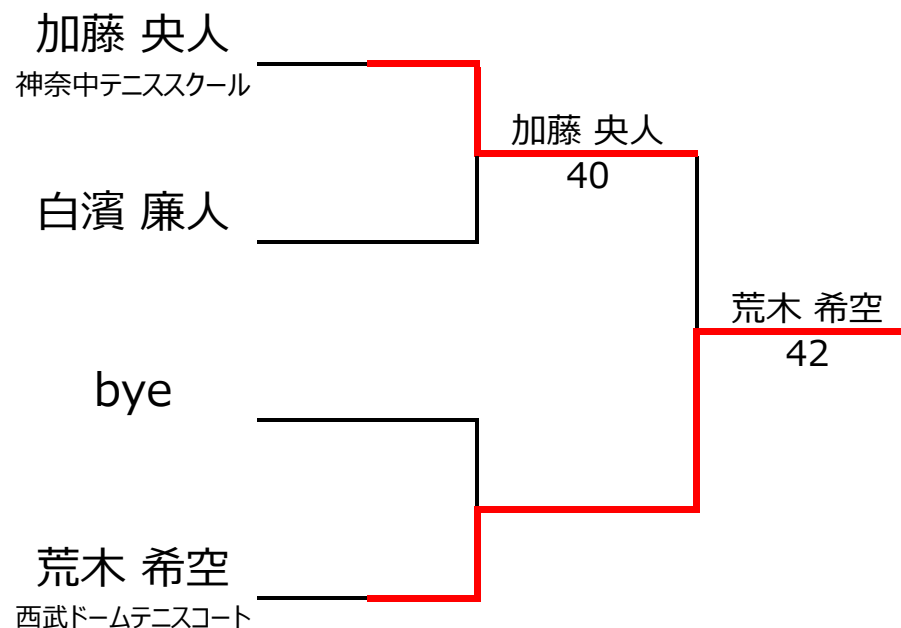 加藤 央人
神奈中テニススクール
加藤 央人
40
白濱 廉人
荒木 希空
42
bye
荒木 希空
西武ドームテニスコート